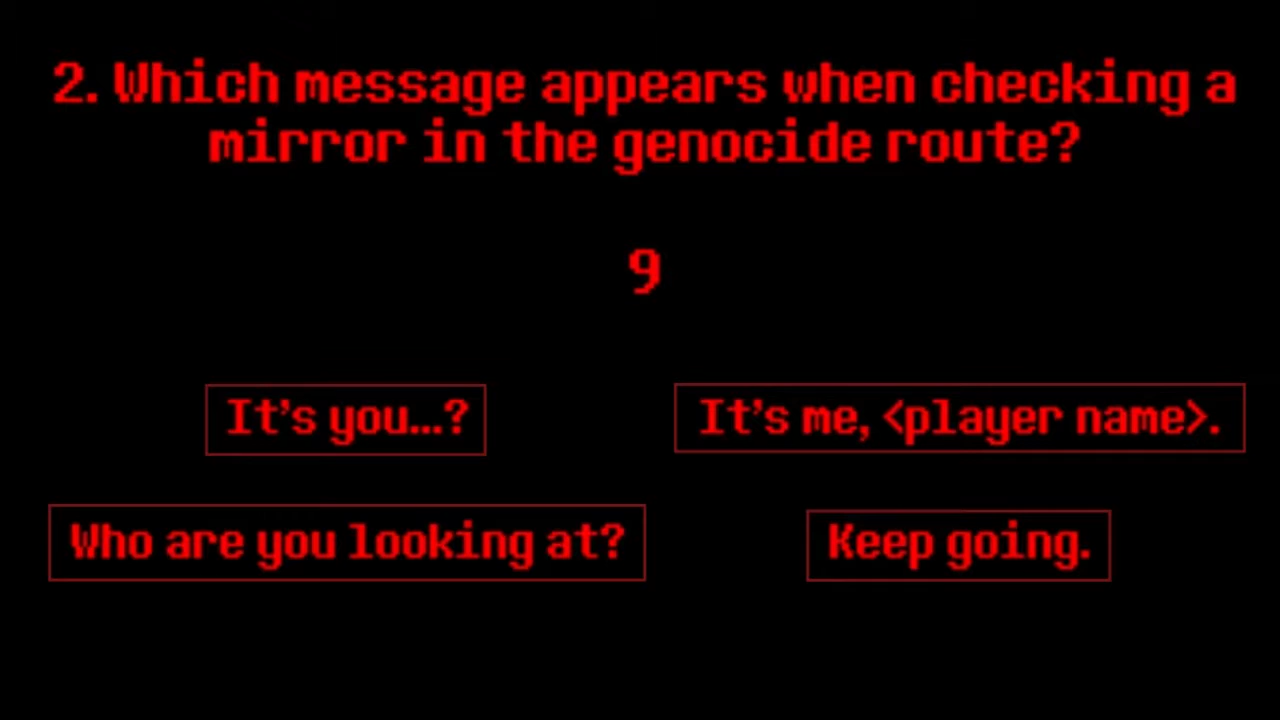 2. Which message appears when checking a
mirror in the genocide route?
9
It's you...?
It's me, <player name>.
Who are you looking at?
Keep going.